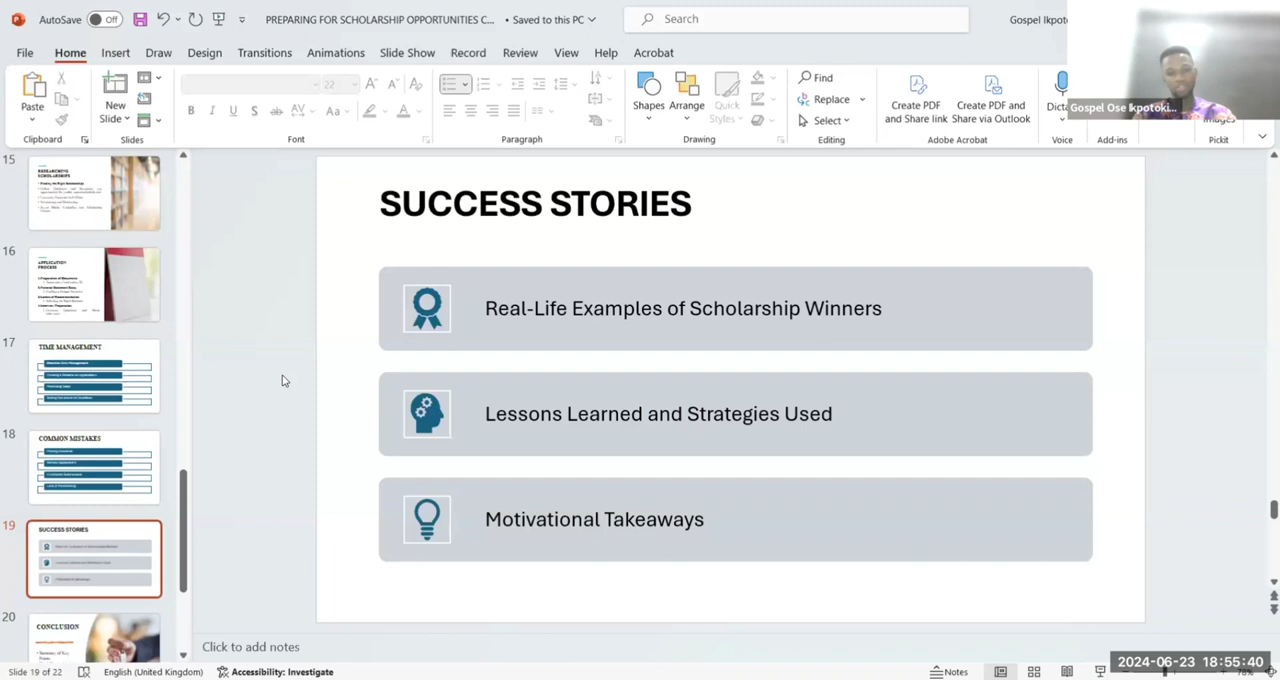 AutoSave Off PREPARING FOR SCHOLARSHIP OPPORTUNITIES C... • Saved to this PC Search Gospel Ikpoto
File Home Insert Draw Design Transitions Animations Slide Show Record Review View Help Acrobat
Paste
Clipboard
New
Slide
Slides
22
B I U S ab AV Aa A
Font
Paragraph
Shapes Arrange Quick
Styles
Drawing
Find
Replace
Select
Editing
Create PDF
and Share link
Create PDF and
Share via Outlook
Adobe Acrobat
Dict
Voice
Add-ins
Images
Pickit
Gospel Ose Ikpotoki...
15
RESEARCHING
SCHOLARSHIPS
16
APPLICATION
PROCESS
17
TIME MANAGEMENT
18
COMMON MISTAKES
19
SUCCESS STORIES
20
CONCLUSION
SUCCESS STORIES
Real-Life Examples of Scholarship Winners
Lessons Learned and Strategies Used
Motivational Takeaways
Click to add notes
Slide 19 of 22 English (United Kingdom) Accessibility: Investigate Notes 78%
2024-06-23 18:55:40